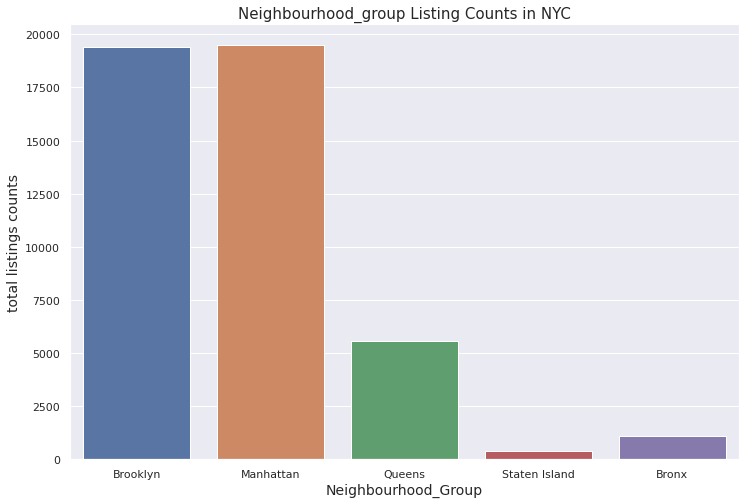 Neighbourhood_group Listing Counts in NYC
20000
17500
15000
12500
10000
7500
5000
2500
0
total listings counts
Brooklyn Manhattan Queens Staten Island Bronx
Neighbourhood_Group